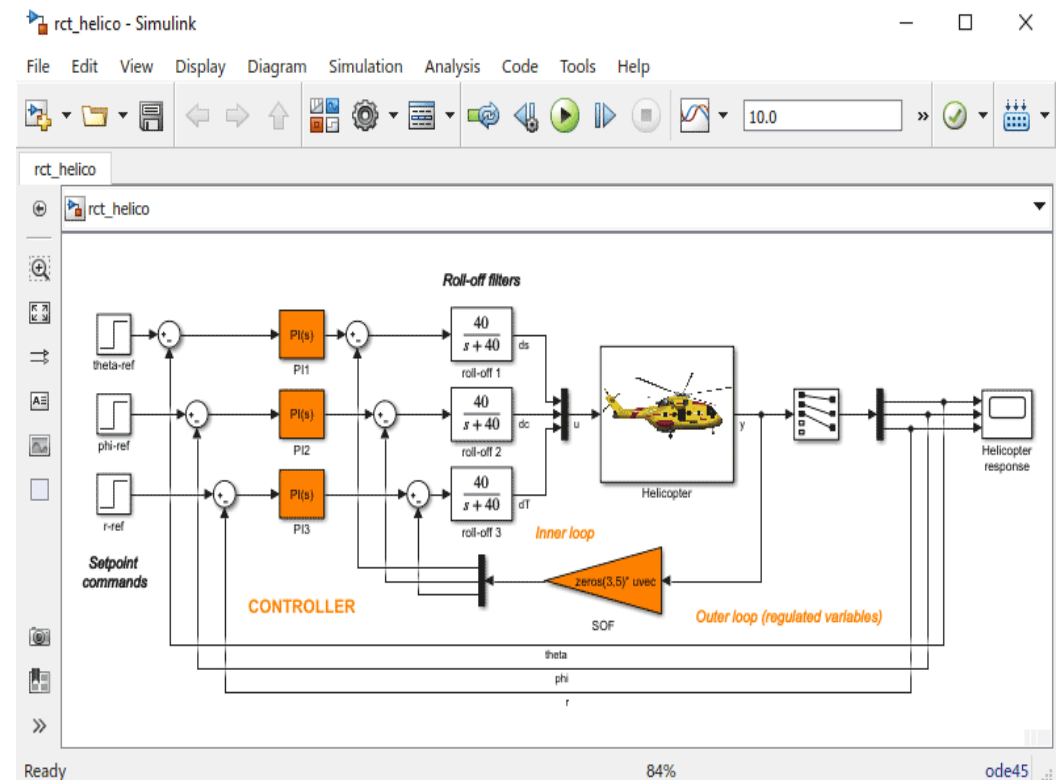 rct_helico - Simulink
File Edit View Display Diagram Simulation Analysis Code Tools Help
10.0
»
rct_helico
rct_helico
Roll-off filters
theta-ref
+
-
PI(s)
PI1
+
-
40
s + 40
roll-off 1
ds
phi-ref
+
-
PI(s)
PI2
+
-
40
s + 40
roll-off 2
dc
r-ref
+
-
PI(s)
PI3
+
-
40
s + 40
roll-off 3
dT
u
Helicopter
y
Helicopter
response
Setpoint
commands
CONTROLLER
Inner loop
zeros(3,5)* uvec
SOF
Outer loop (regulated variables)
theta
phi
r
A
»
Ready
84%
ode45